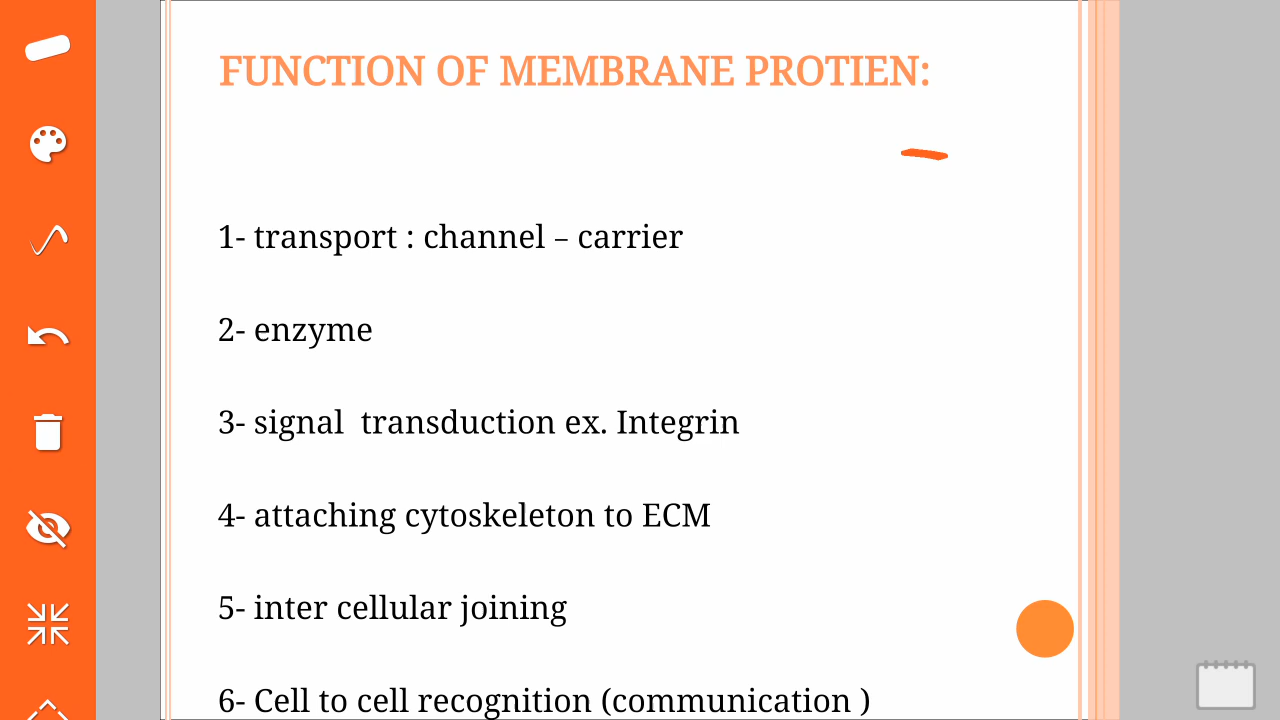 FUNCTION OF MEMBRANE PROTIEN:
1- transport : channel – carrier
2- enzyme
3- signal  transduction ex. Integrin
4- attaching cytoskeleton to ECM
5- inter cellular joining
6- Cell to cell recognition (communication )